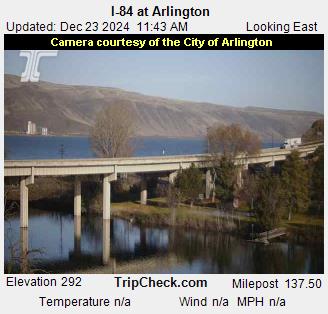 I-84 at Arlington
Updated: Dec 23 2024 11:43 AM Looking East
Camera courtesy of the City of Arlington
Elevation 292 TripCheck.com Milepost 137.50
Temperature n/a Wind n/a MPH n/a